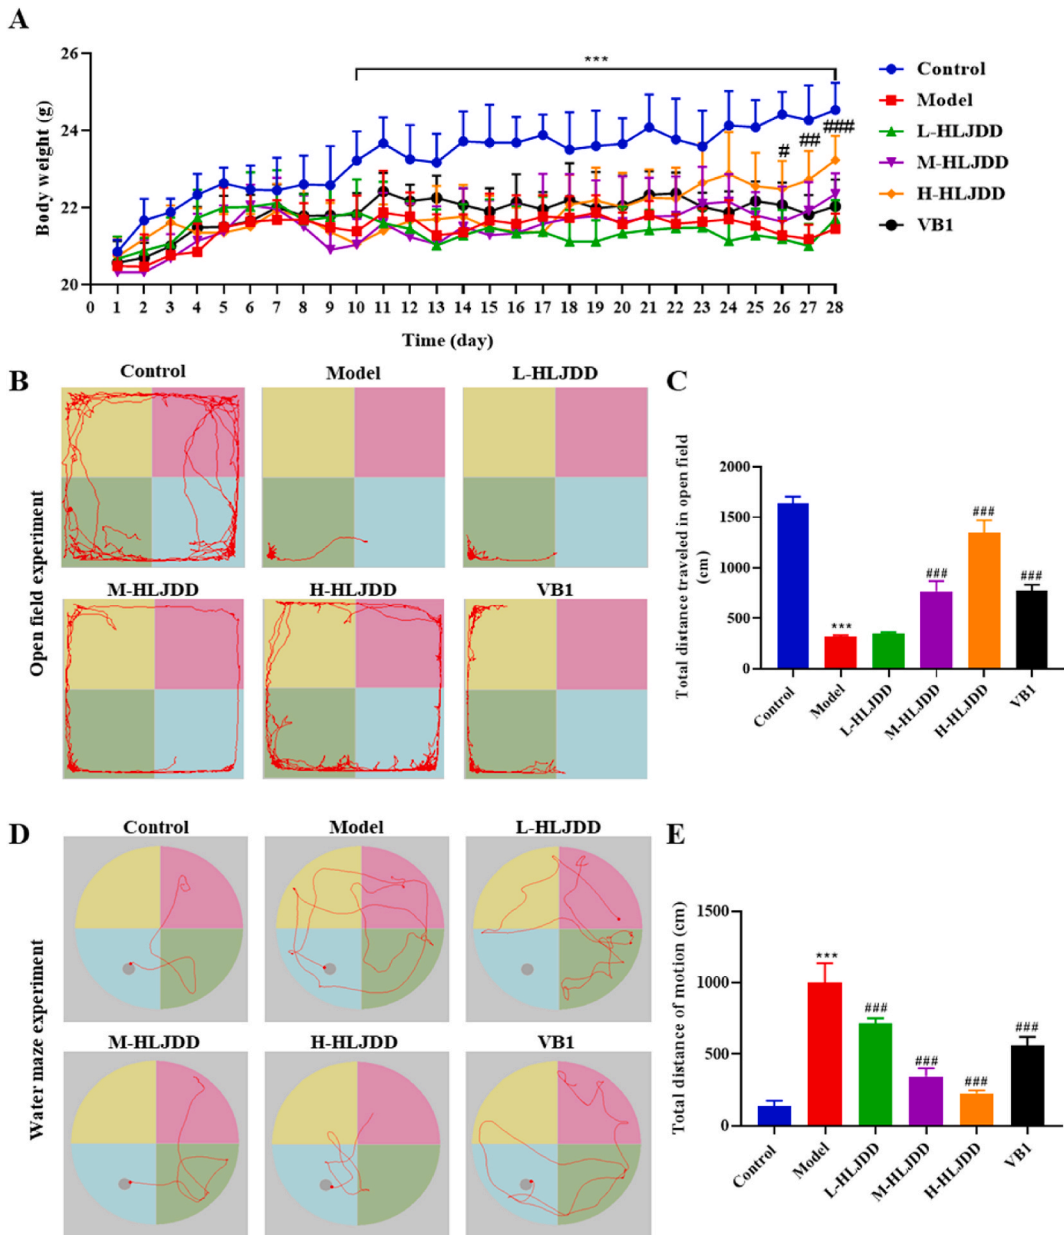 A
26
24
22
20
Body weight (g)
***
# ## ###
0 1 2 3 4 5 6 7 8 9 10 11 12 13 14 15 16 17 18 19 20 21 22 23 24 25 26 27 28
Time (day)
Control
Model
L-HLJDD
M-HLJDD
H-HLJDD
VB1
B
Open field experiment
Control Model L-HLJDD
M-HLJDD H-HLJDD VB1
C
Total distance traveled in open field
(cm)
2000
1500
1000
500
0
*** ### ### ###
Control Model L-HLJDD M-HLJDD H-HLJDD VB1
D
Water maze experiment
Control Model L-HLJDD
M-HLJDD H-HLJDD VB1
E
Total distance of motion (cm)
1500
1000
500
0
*** ### ### ### ###
Control Model L-HLJDD M-HLJDD H-HLJDD VB1